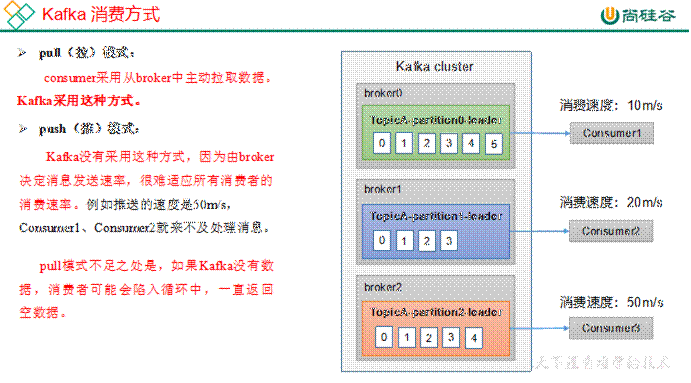 Kafka 消费方式
尚硅谷
➢ pull（拉）模式：
consumer采用从broker中主动拉取数据。
Kafka采用这种方式。
➢ push（推）模式：
Kafka没有采用这种方式，因为由broker
决定消息发送速率，很难适应所有消费者的
消费速率。例如推送的速度是50m/s，
Consumer1、Consumer2就来不及处理消息。
pull模式不足之处是，如果Kafka没有数
据，消费者可能会陷入循环中，一直返回
空数据。
Kafka cluster
broker0
TopicA-partition0-leader
0 1 2 3 4 5
消费速度：10m/s
Consumer1
broker1
TopicA-partition1-leader
0 1 2 3
消费速度：20m/s
Consumer2
broker2
TopicA-partition2-leader
0 1 2 3 4
消费速度：50m/s
Consumer3